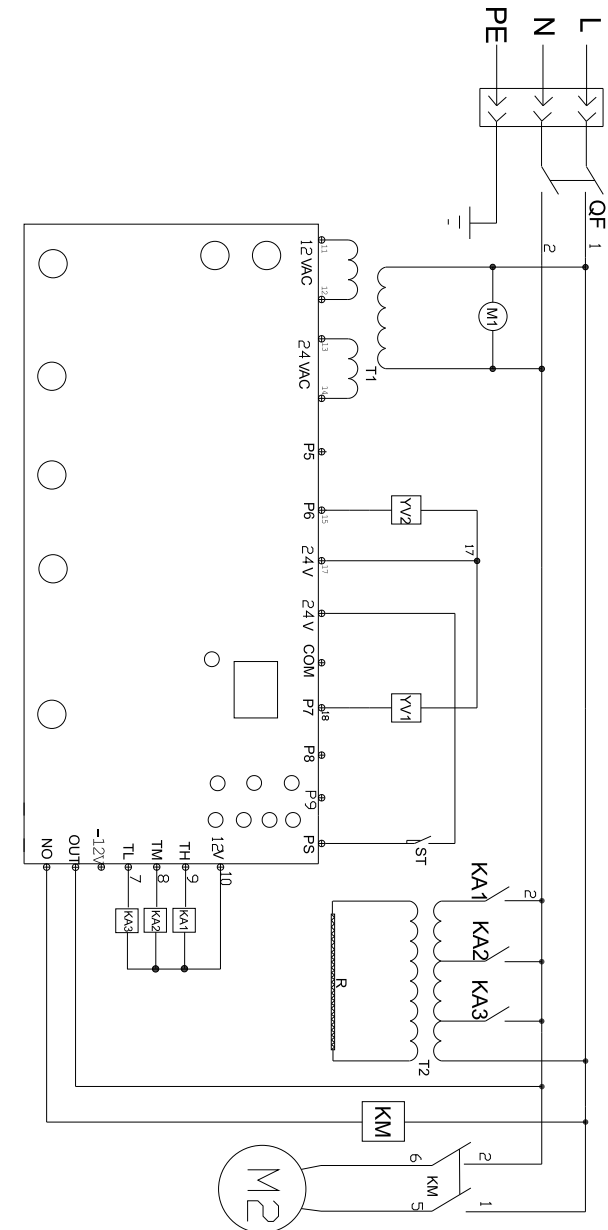 L
N
PE
QF
1
2
11
12VAC
12
13
24VAC
14
T1
M1
P5
P6
15
YV2
24V
17
17
24V
COM
P7
18
YV1
P8
P9
PS
ST
12V
10
TH
9
KA1
TM
8
KA2
TL
7
KA3
-12V
OUT
NO
KA1
2
KA2
KA3
R
T2
KM
6
2
KM
5
1
M2